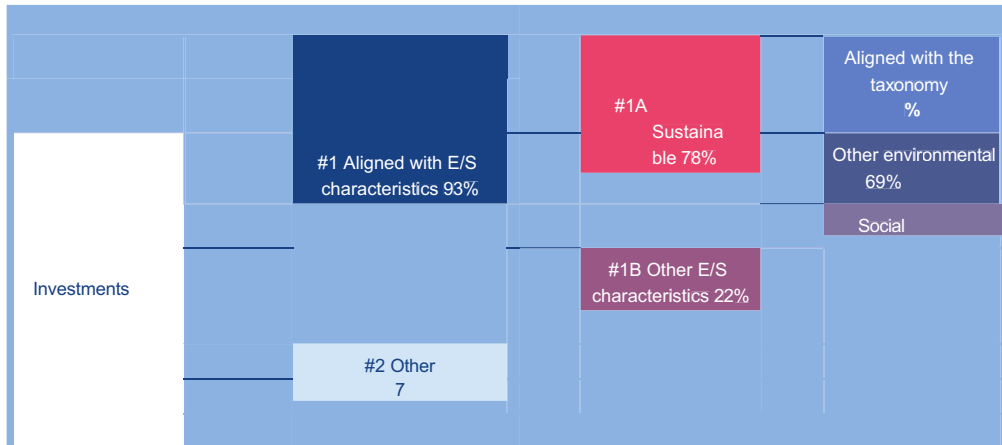 Investments
#1 Aligned with E/S
characteristics 93%
#2 Other
7
#1A
Sustaina
ble 78%
#1B Other E/S
characteristics 22%
Aligned with the
taxonomy
%
Other environmental
69%
Social